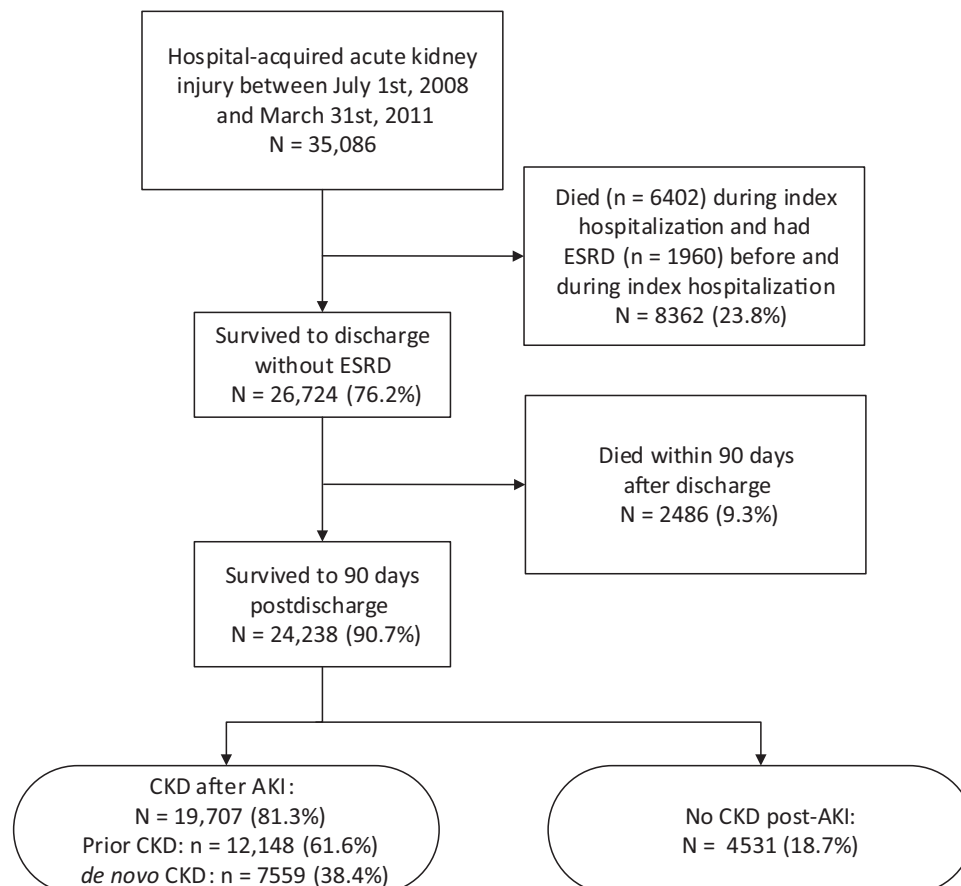 Hospital-acquired acute kidney
injury between July 1st, 2008
and March 31st, 2011
N = 35,086
Died (n = 6402) during index
hospitalization and had
ESRD (n = 1960) before and
during index hospitalization
N = 8362 (23.8%)
Survived to discharge
without ESRD
N = 26,724 (76.2%)
Died within 90 days
after discharge
N = 2486 (9.3%)
Survived to 90 days
postdischarge
N = 24,238 (90.7%)
CKD after AKI:
N = 19,707 (81.3%)
Prior CKD: n = 12,148 (61.6%)
de novo CKD: n = 7559 (38.4%)
No CKD post-AKI:
N = 4531 (18.7%)